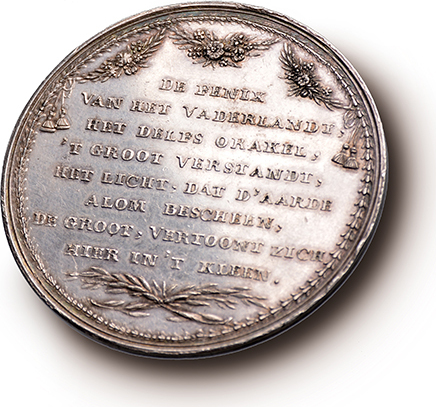 DE FENIX
VAN HET VADERLANDT,
HET DELFS ORAKEL,
'T GROOT VERSTANDT,
HET LICHT, DAT D'AARDE
ALOM BESCHEEN,
DE GROOT, VERTOONT ZICH
HIER IN 'T KLEEN.